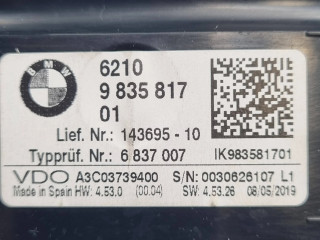 BMW
6210
9 835 817
01
Lief. Nr.: 143695 - 10
Typprüf. Nr.: 6 837 007 IK983581701
VDO A3C03739400 S/N: 0030626107 L1
Made in Spain HW: 4.53.0 (00.04) SW: 4.53.26 08/05/2019